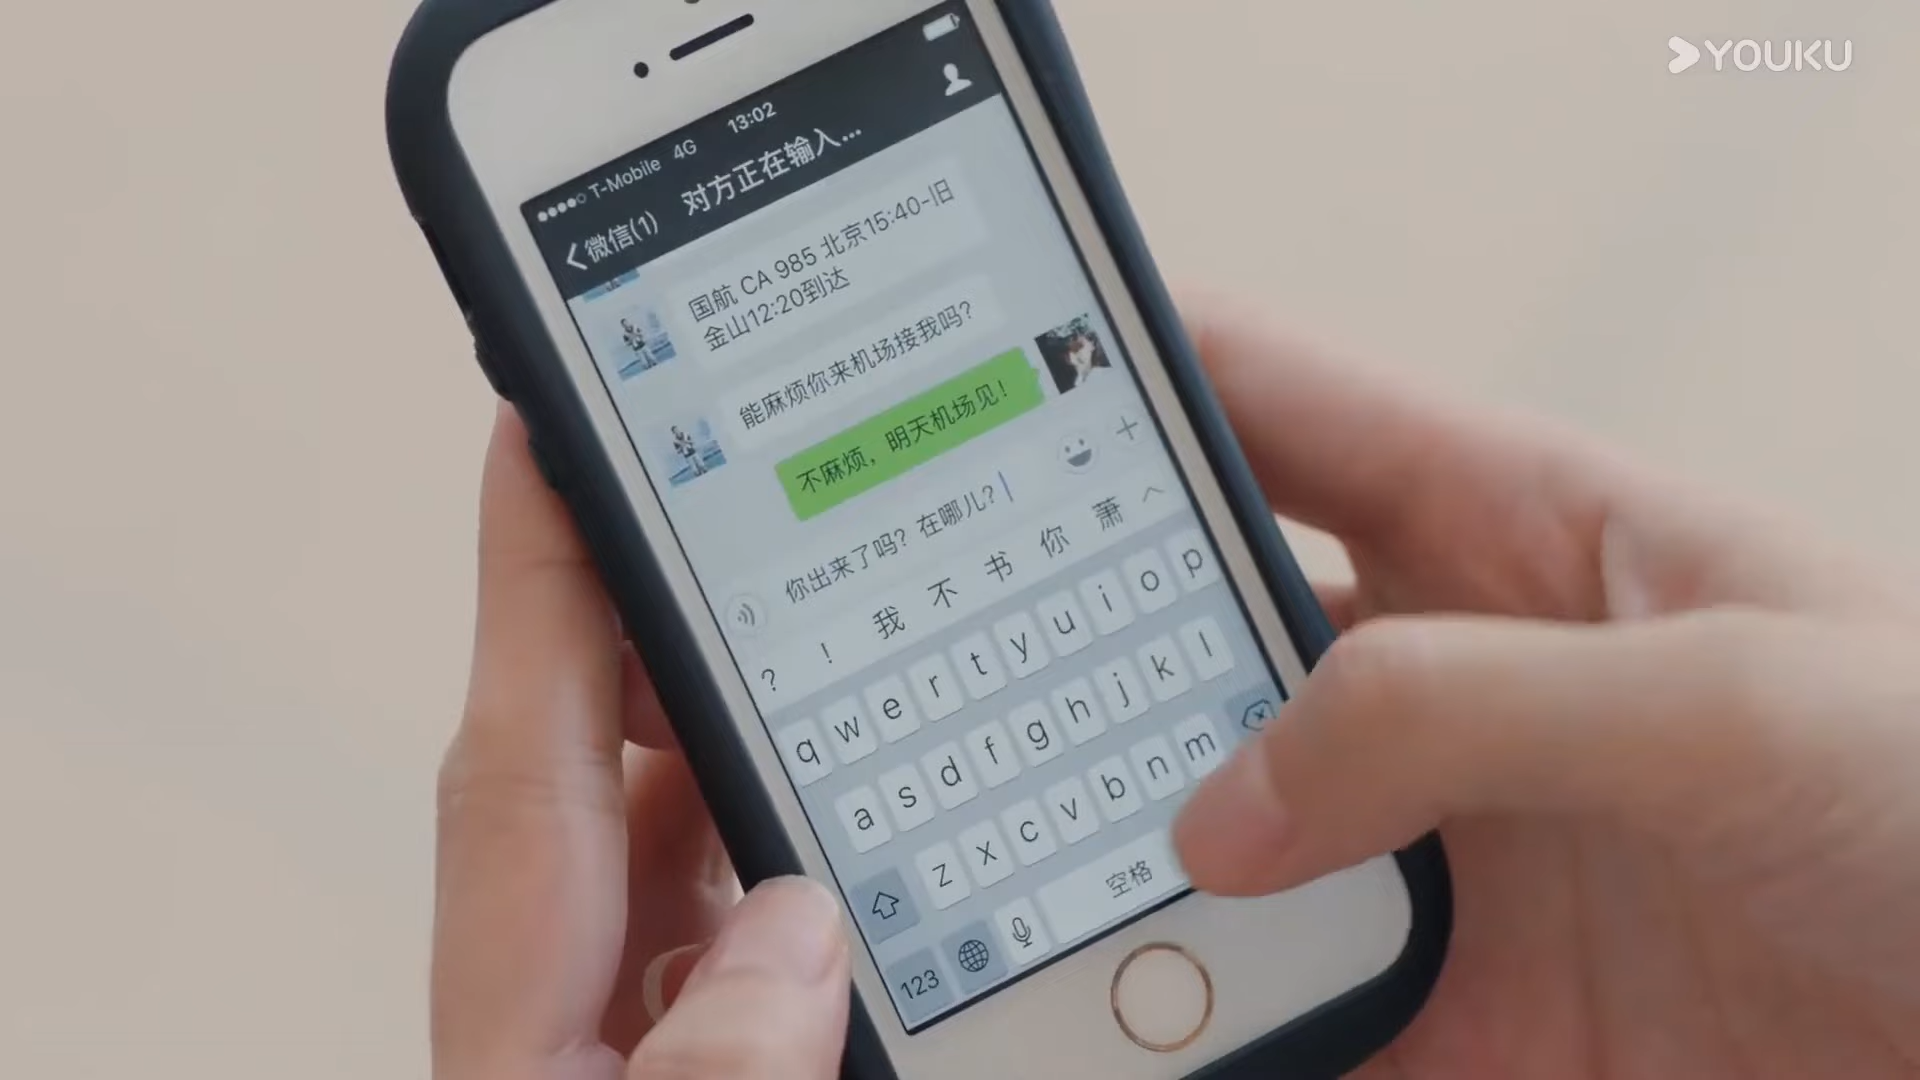 YOUKU
T-Mobile 4G 13:02
微信(1) 对方正在输入...
国航 CA 985 北京15:40-旧
金山12:20到达
能麻烦你来机场接我吗?
不麻烦，明天机场见！
你出来了吗? 在哪儿?
? ! 我 不 书 你 萧
q w e r t y u i o p
a s d f g h j k l
z x c v b n m
123 空格